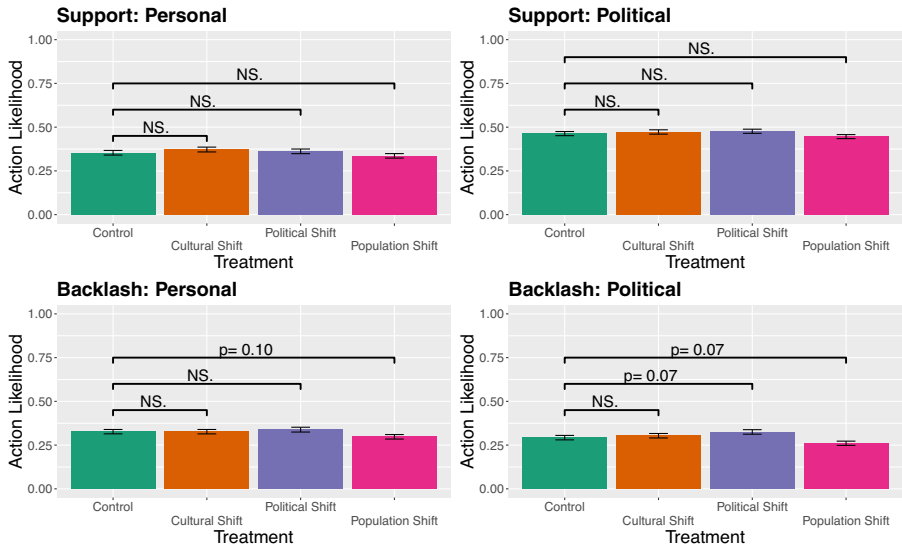 Support: Personal
Action Likelihood
1.00
0.75
0.50
0.25
0.00
NS.
NS.
NS.
Control
Cultural Shift
Political Shift
Population Shift
Treatment
Support: Political
Action Likelihood
1.00
0.75
0.50
0.25
0.00
NS.
NS.
NS.
Control
Cultural Shift
Political Shift
Population Shift
Treatment
Backlash: Personal
Action Likelihood
1.00
0.75
0.50
0.25
0.00
p= 0.10
NS.
NS.
Control
Cultural Shift
Political Shift
Population Shift
Treatment
Backlash: Political
Action Likelihood
1.00
0.75
0.50
0.25
0.00
p= 0.07
p= 0.07
NS.
Control
Cultural Shift
Political Shift
Population Shift
Treatment